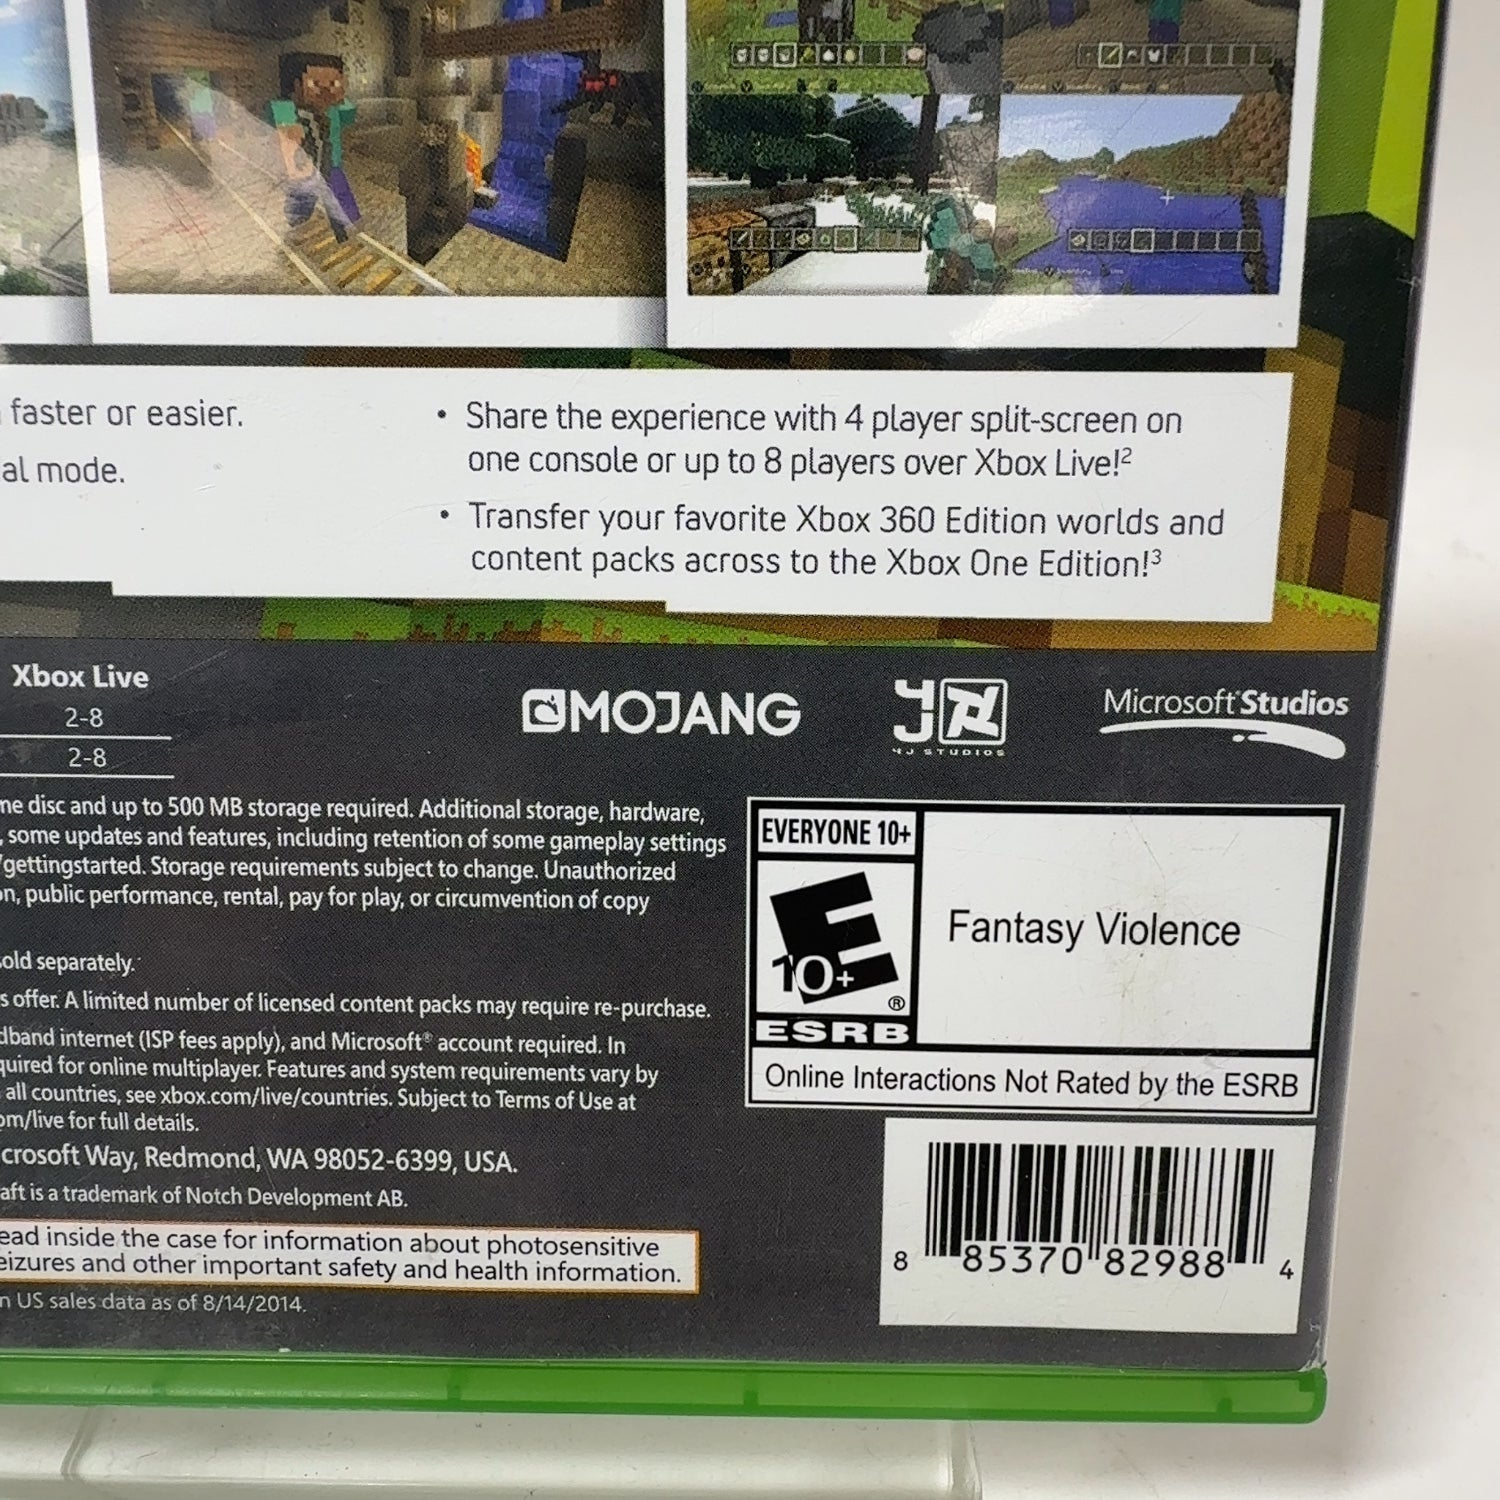 faster or easier.
al mode.
• Share the experience with 4 player split-screen on
one console or up to 8 players over Xbox Live!²
• Transfer your favorite Xbox 360 Edition worlds and
content packs across to the Xbox One Edition!³
Xbox Live
2-8
2-8
MOJANG
4J STUDIOS
Microsoft Studios
me disc and up to 500 MB storage required. Additional storage, hardware,
, some updates and features, including retention of some gameplay settings
/gettingstarted. Storage requirements subject to change. Unauthorized
on, public performance, rental, pay for play, or circumvention of copy
sold separately.
s offer. A limited number of licensed content packs may require re-purchase.
dband internet (ISP fees apply), and Microsoft® account required. In
quired for online multiplayer. Features and system requirements vary by
all countries, see xbox.com/live/countries. Subject to Terms of Use at
om/live for full details.
crosoft Way, Redmond, WA 98052-6399, USA.
aft is a trademark of Notch Development AB.
ead inside the case for information about photosensitive
eizures and other important safety and health information.
n US sales data as of 8/14/2014.
EVERYONE 10+
E
10+
®
ESRB
Fantasy Violence
Online Interactions Not Rated by the ESRB
8 85370 82988 4